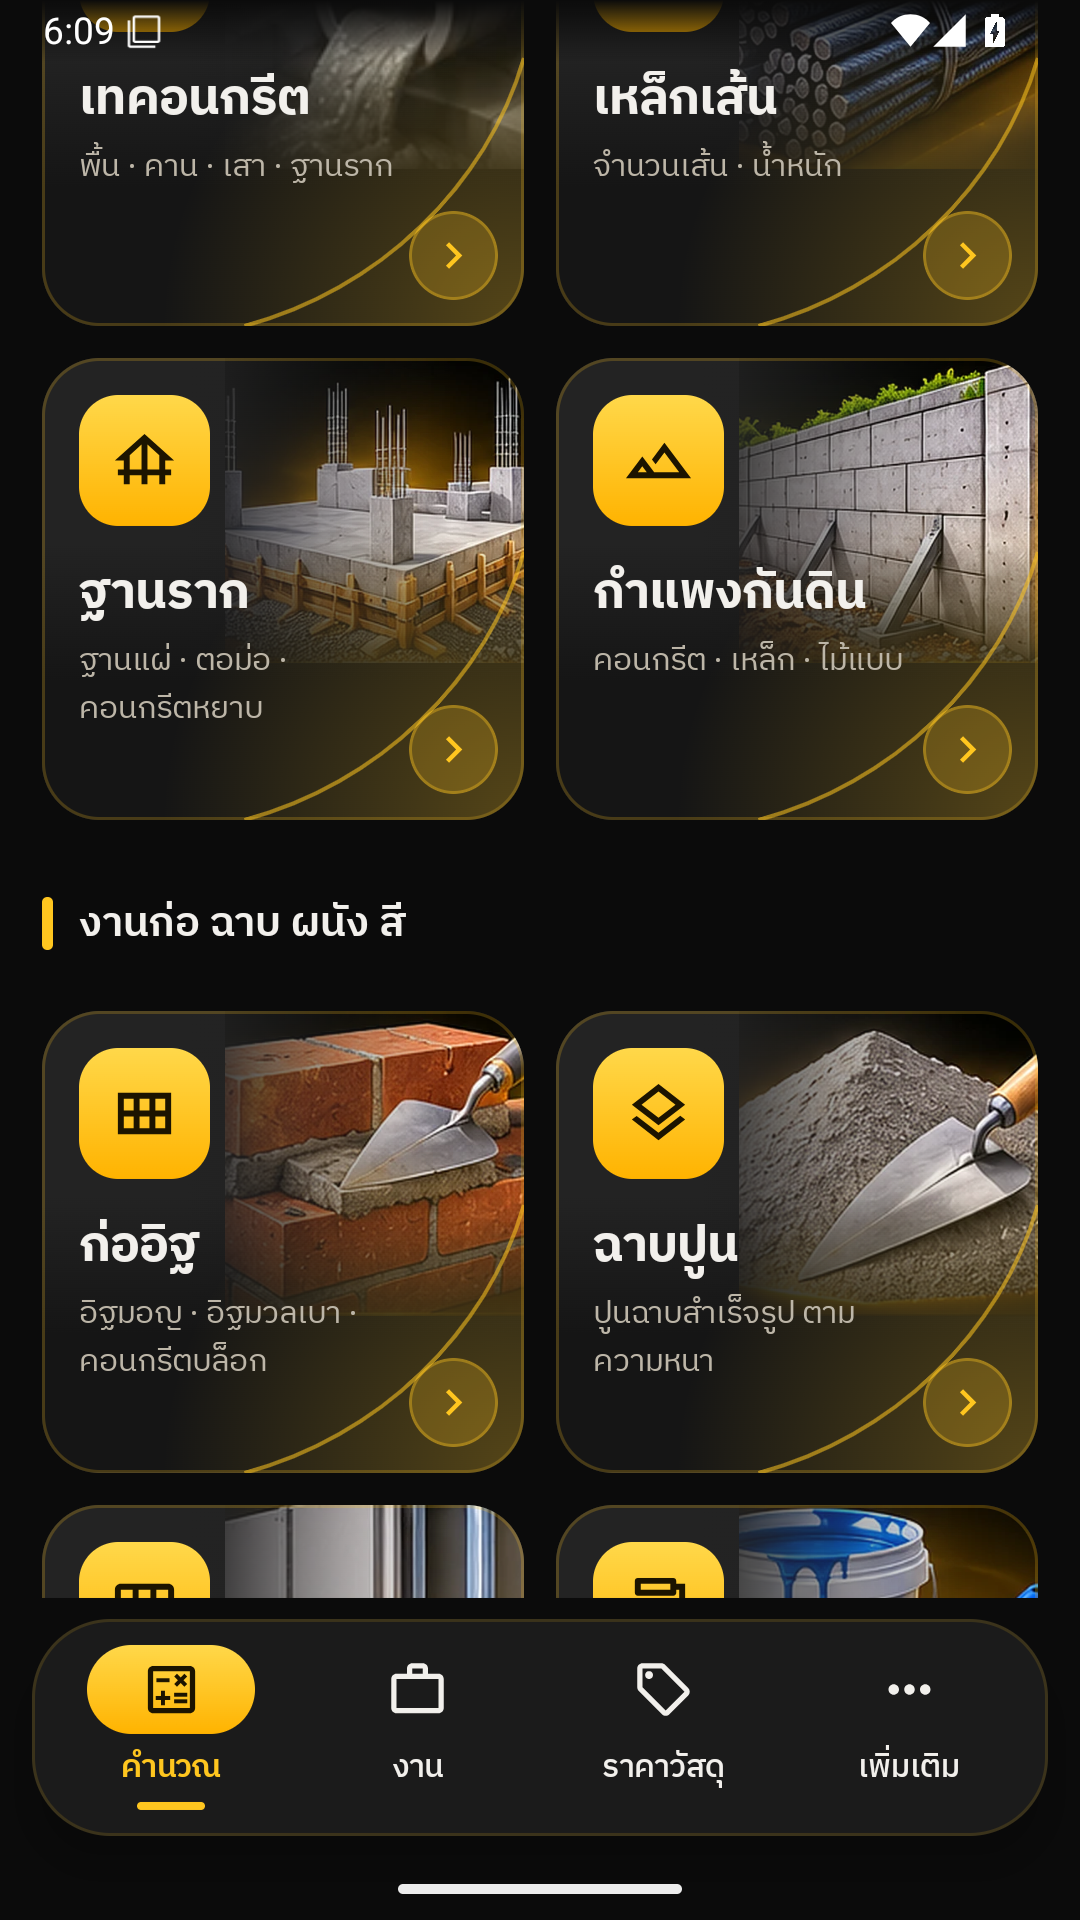 6:09
เทคอนกรีต
พื้น · คาน · เสา · ฐานราก
เหล็กเส้น
จำนวนเส้น · น้ำหนัก
ฐานราก
ฐานแผ่ · ตอม่อ ·
คอนกรีตหยาบ
กำแพงกันดิน
คอนกรีต · เหล็ก · ไม้แบบ
งานก่อ ฉาบ ผนัง สี
ก่ออิฐ
อิฐมอญ · อิฐมวลเบา ·
คอนกรีตบล็อก
ฉาบปูน
ปูนฉาบสำเร็จรูป ตาม
ความหนา
คำนวณ
งาน
ราคาวัสดุ
เพิ่มเติม